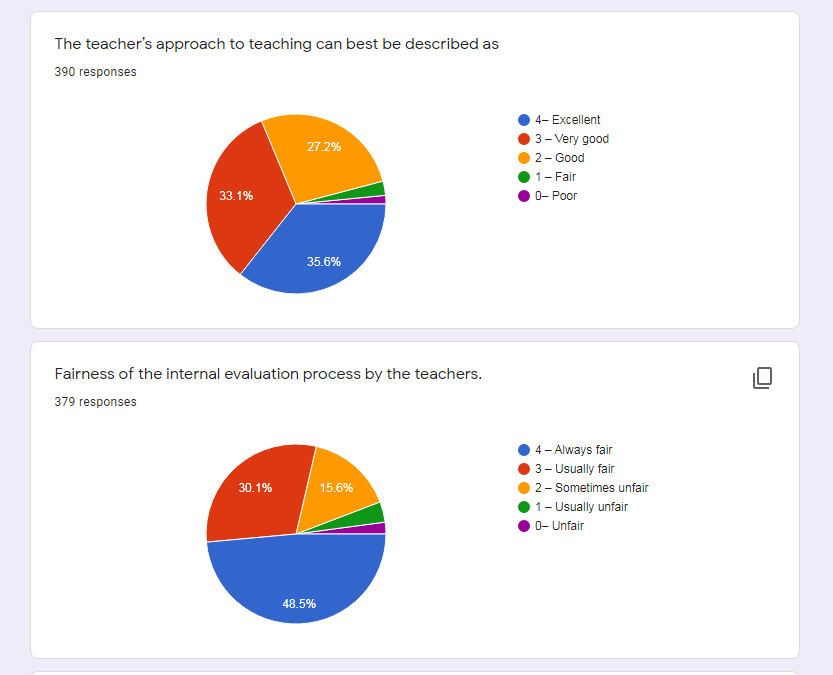 The teacher’s approach to teaching can best be described as
390 responses
27.2%
33.1%
35.6%
4– Excellent
3 – Very good
2 – Good
1 – Fair
0– Poor
Fairness of the internal evaluation process by the teachers.
379 responses
30.1%
15.6%
48.5%
4 – Always fair
3 – Usually fair
2 – Sometimes unfair
1 – Usually unfair
0– Unfair